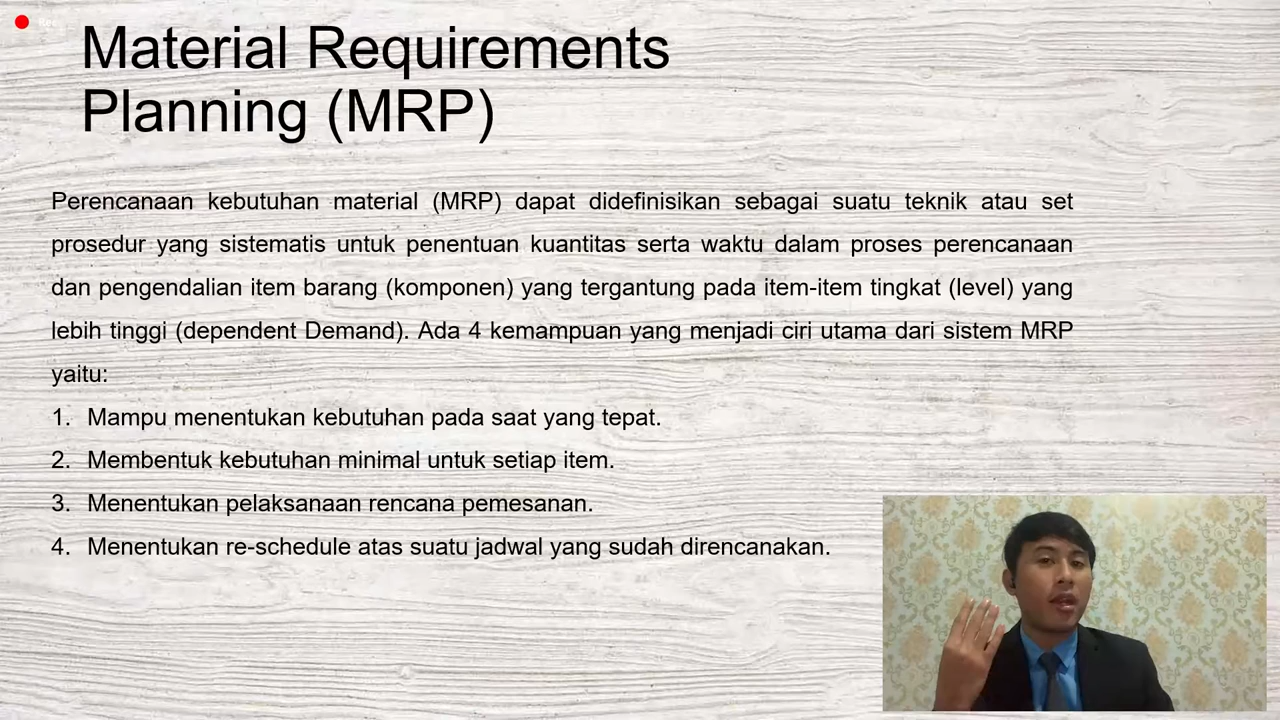 Rec
Material Requirements
Planning (MRP)
Perencanaan kebutuhan material (MRP) dapat didefinisikan sebagai suatu teknik atau set
prosedur yang sistematis untuk penentuan kuantitas serta waktu dalam proses perencanaan
dan pengendalian item barang (komponen) yang tergantung pada item-item tingkat (level) yang
lebih tinggi (dependent Demand). Ada 4 kemampuan yang menjadi ciri utama dari sistem MRP
yaitu:
1. Mampu menentukan kebutuhan pada saat yang tepat.
2. Membentuk kebutuhan minimal untuk setiap item.
3. Menentukan pelaksanaan rencana pemesanan.
4. Menentukan re-schedule atas suatu jadwal yang sudah direncanakan.